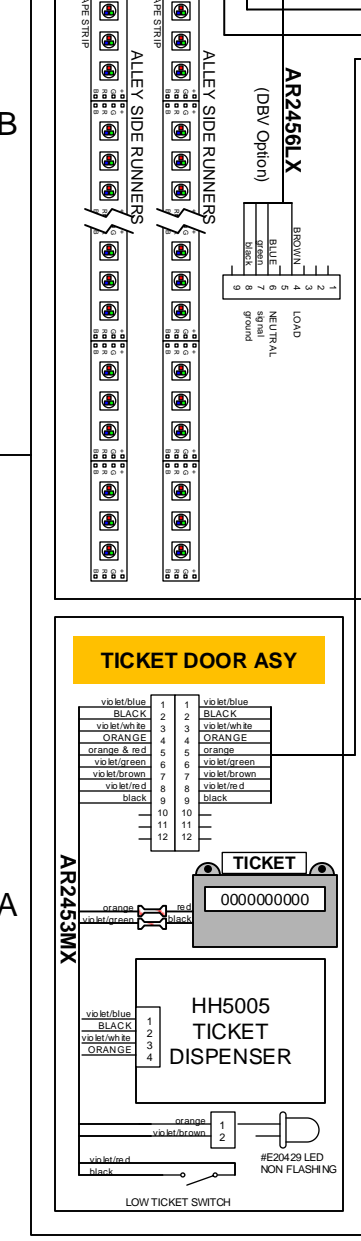 B
APE STRIP
APE STRIP
ALLEY SIDE RUNNERS
ALLEY SIDE RUNNERS
AR2456LX
(DBV Option)
BROWN
BLUE
green
black
1
2
3
4 LOAD
5
6 NEUTRAL
7 signal
8 ground
9
+ G R B
TICKET DOOR ASY
violet/blue 1 1 violet/blue
BLACK 2 2 BLACK
violet/white 3 3 violet/white
ORANGE 4 4 ORANGE
orange & red 5 5 orange
violet/green 6 6 violet/green
violet/brown 7 7 violet/brown
violet/red 8 8 violet/red
black 9 9 black
10 10
11 11
12 12
A
AR2453MX
TICKET
0000000000
orange red
violet/green black
HH5005
TICKET
DISPENSER
violet/blue 1
BLACK 2
violet/white 3
ORANGE 4
orange 1
violet/brown 2
#E20429 LED
NON FLASHING
violet/red
black
LOW TICKET SWITCH